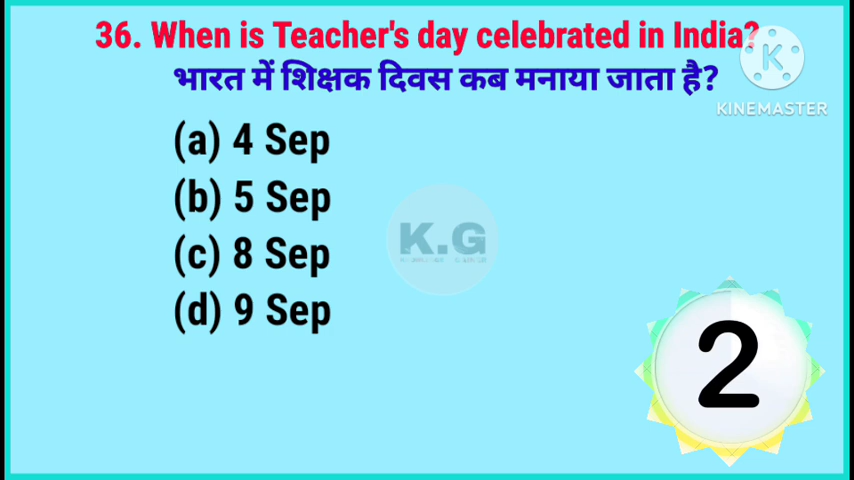 36. When is Teacher's day celebrated in India?
भारत में शिक्षक दिवस कब मनाया जाता है?
K
KINEMASTER
(a) 4 Sep
(b) 5 Sep
(c) 8 Sep
(d) 9 Sep
K.G
2